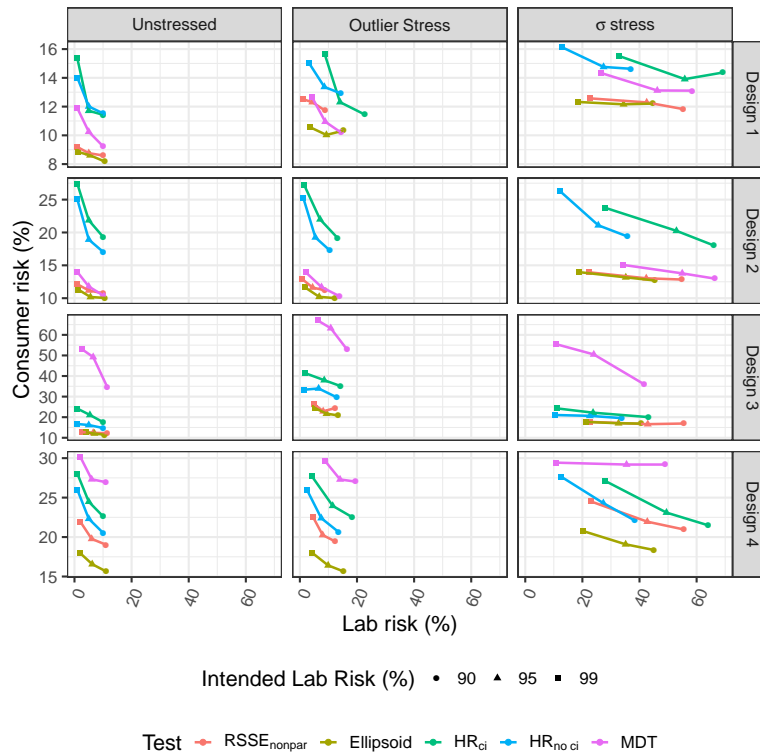 Unstressed Outlier Stress σ stress
16
14
12
10
8
Design 1
25
20
15
10
Design 2
Consumer risk (%)
60
50
40
30
20
10
Design 3
30
25
20
15
Design 4
0 20 40 60 0 20 40 60 0 20 40 60
Lab risk (%)
Intended Lab Risk (%) 90 95 99
Test RSSEnonpar Ellipsoid HRci HRno ci MDT